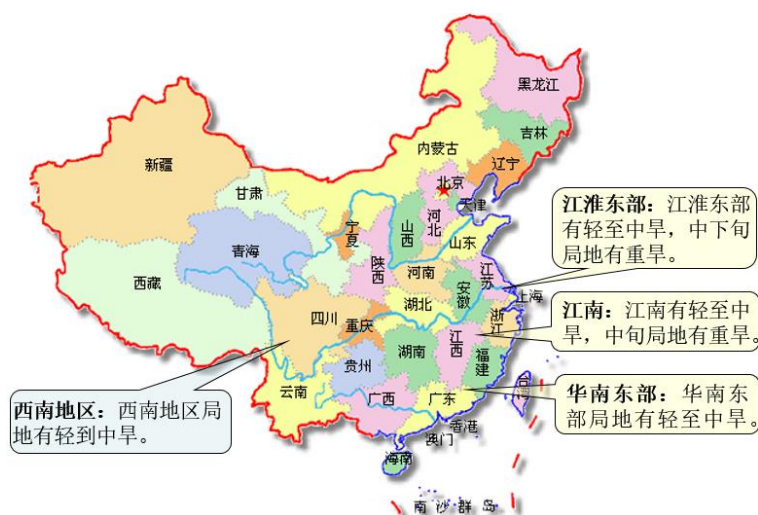 黑龙江
吉林
辽宁
内蒙古
新疆
甘肃
北京
天津
河北
山西
宁夏
青海
山东
陕西
西藏
河南
江苏
安徽
上海
湖北
四川
重庆
浙江
江西
湖南
贵州
福建
台湾
云南
广西
广东
香港
澳门
海南
南沙群岛
江淮东部：江淮东部
有轻至中旱，中下旬
局地有重旱。
江南：江南有轻至中
旱，中旬局地有重旱。
华南东部：华南东
部局地有轻至中旱。
西南地区：西南地区局
地有轻到中旱。